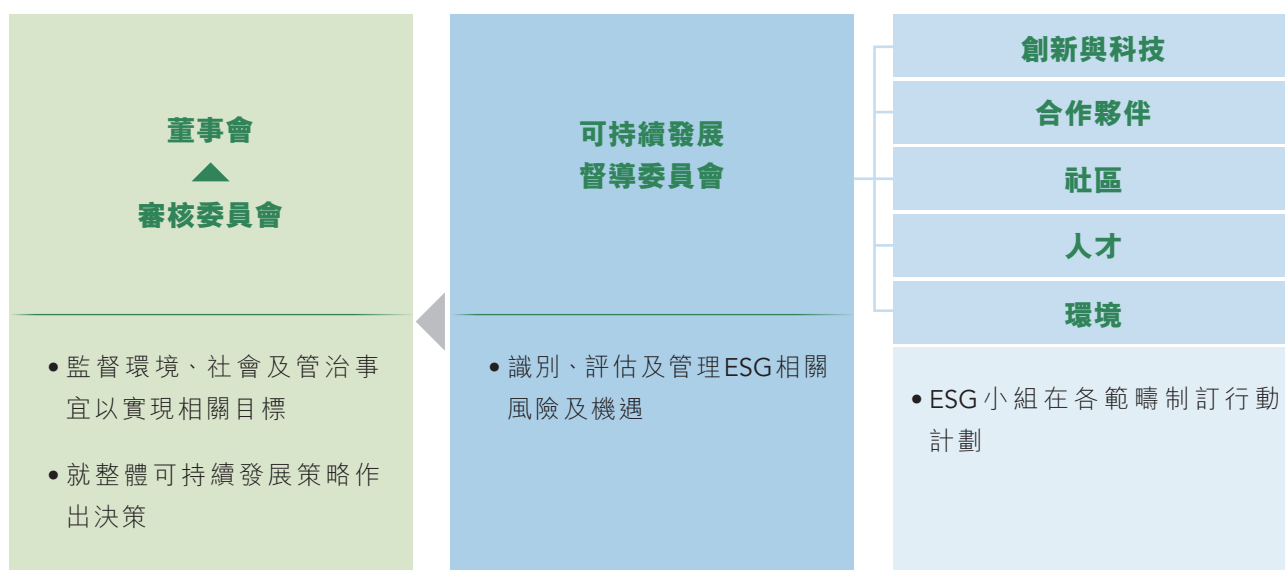 董事會
審核委員會
• 監督環境、社會及管治事
宜以實現相關目標
• 就整體可持續發展策略作
出決策
可持續發展
督導委員會
• 識別、評估及管理ESG相關
風險及機遇
創新與科技
合作夥伴
社區
人才
環境
• ESG小組在各範疇制訂行動
計劃